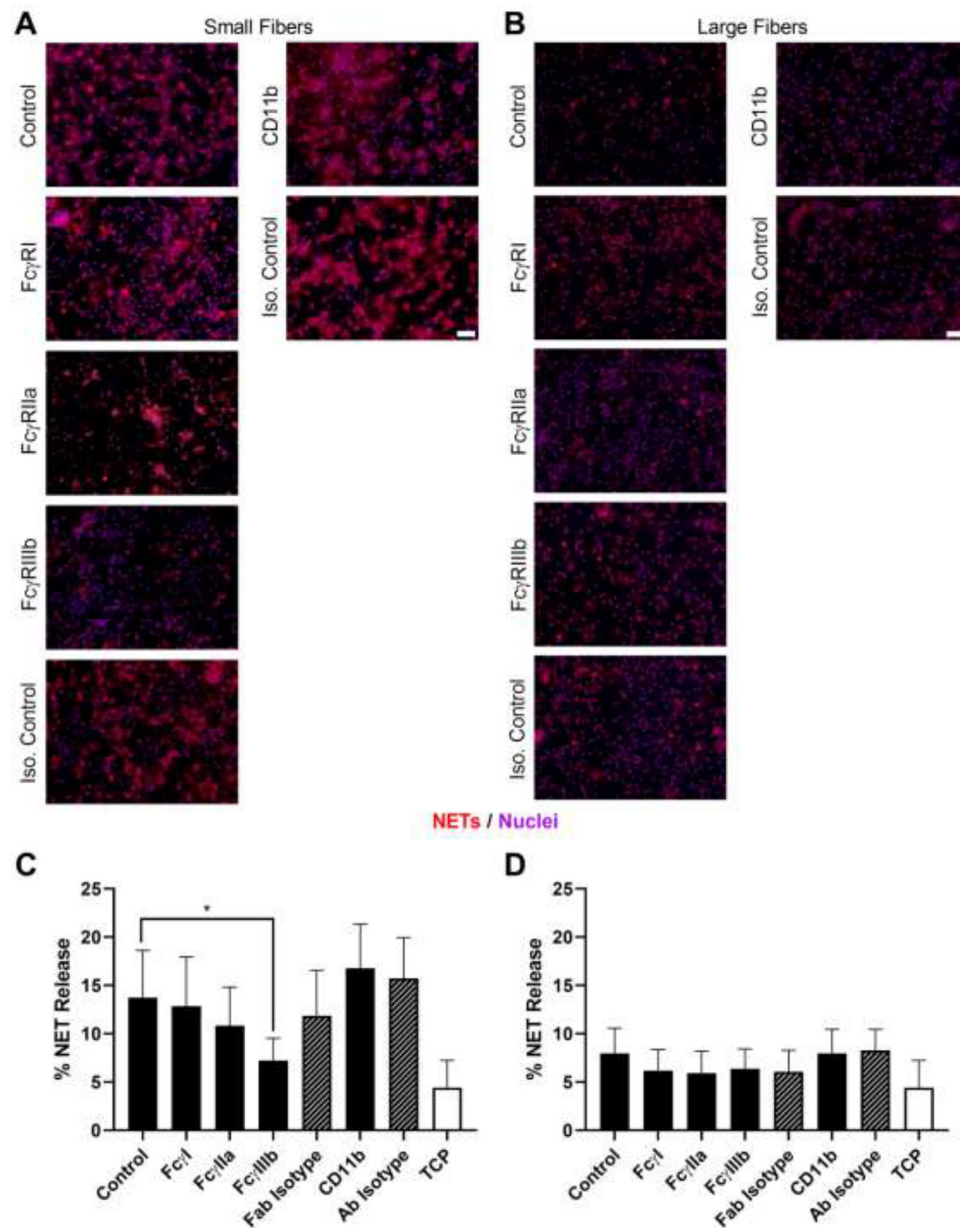 A
Small Fibers
Control
CD11b
FcγRI
Iso. Control
FcγRIIa
FcγRIIIb
Iso. Control
B
Large Fibers
Control
CD11b
FcγRI
Iso. Control
FcγRIIa
FcγRIIIb
Iso. Control
NETs / Nuclei
C
% NET Release
25
20
15
10
5
0
*
Control
FcγI
FcγIIa
FcγIIIb
Fab Isotype
CD11b
Ab Isotype
TCP
D
% NET Release
25
20
15
10
5
0
Control
FcγI
FcγIIa
FcγIIIb
Fab Isotype
CD11b
Ab Isotype
TCP